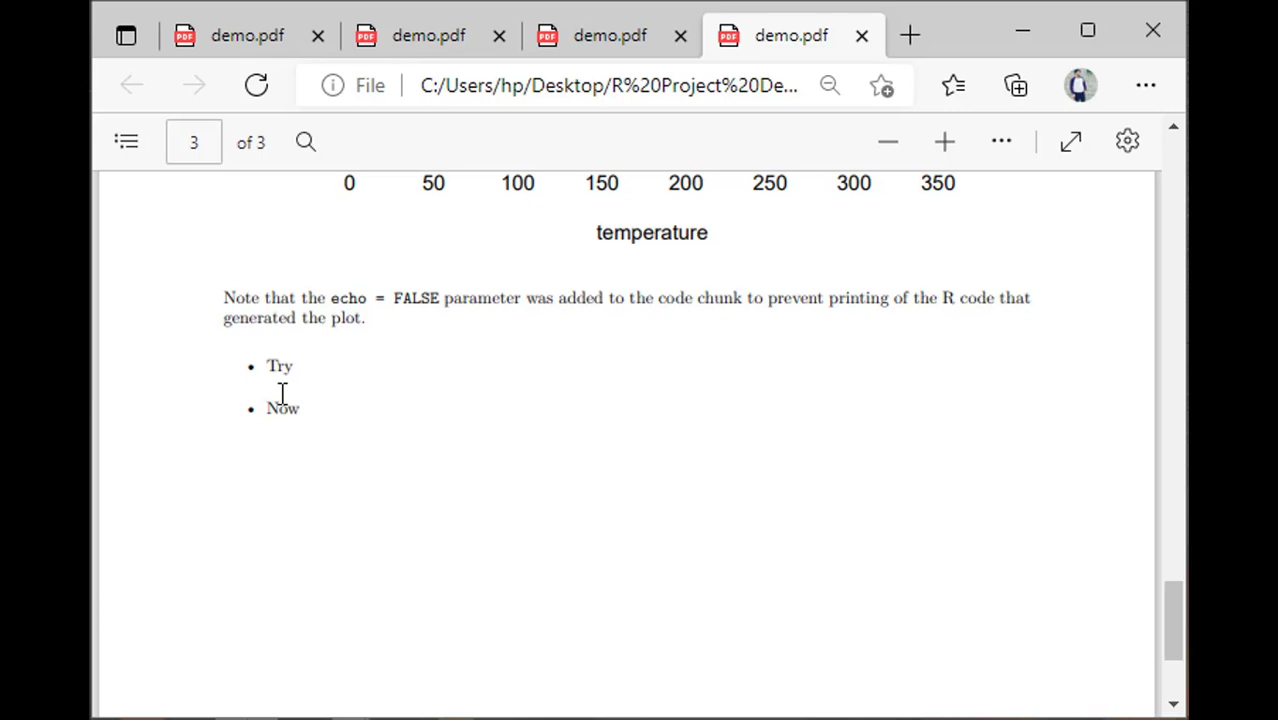 demo.pdf demo.pdf demo.pdf demo.pdf
File C:/Users/hp/Desktop/R%20Project%20De...
3 of 3
0 50 100 150 200 250 300 350
temperature
Note that the echo = FALSE parameter was added to the code chunk to prevent printing of the R code that
generated the plot.
• Try
• Now